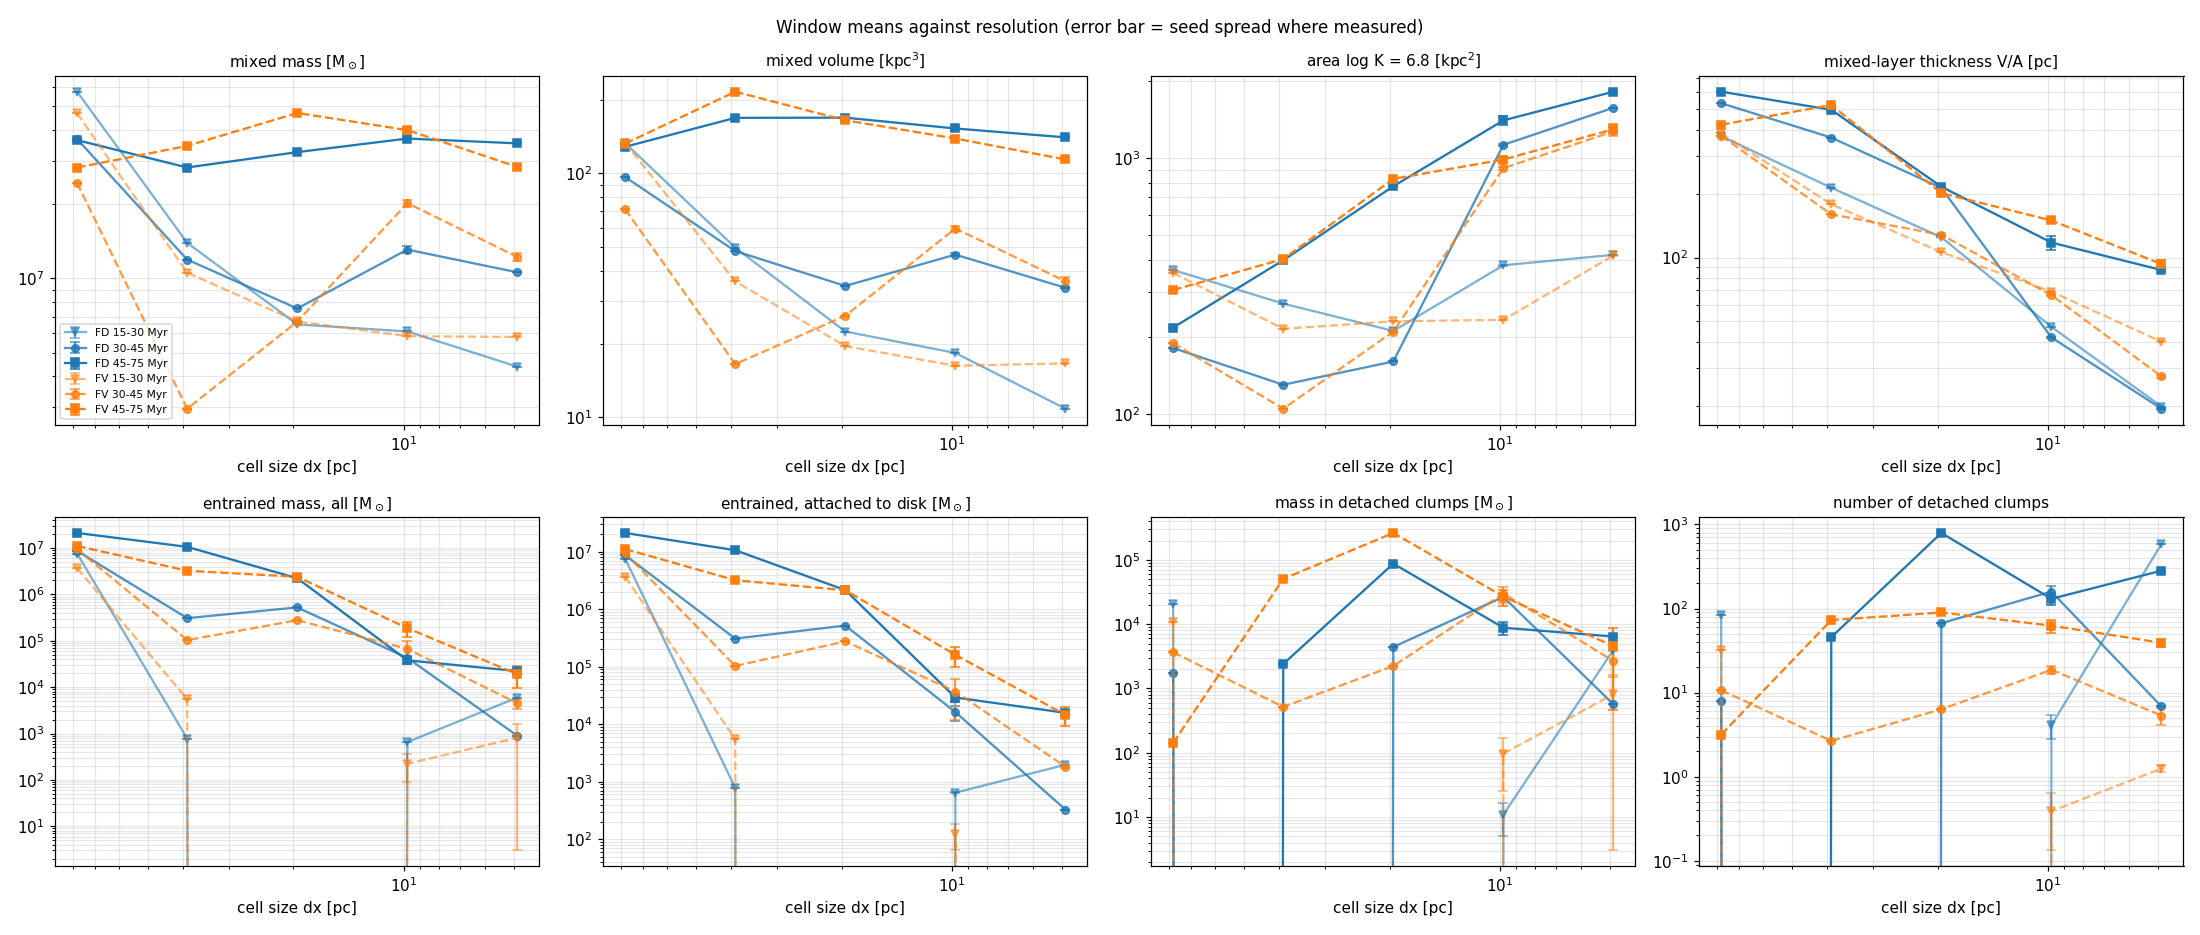 Window means against resolution (error bar = seed spread where measured)
mixed mass [M⊙]
mixed volume [kpc³]
area log K = 6.8 [kpc²]
mixed-layer thickness V/A [pc]
10⁷
FD 15-30 Myr
FD 30-45 Myr
FD 45-75 Myr
FV 15-30 Myr
FV 30-45 Myr
FV 45-75 Myr
10¹
cell size dx [pc]
10²
10¹
10¹
cell size dx [pc]
10³
10²
10¹
cell size dx [pc]
10²
10¹
cell size dx [pc]
entrained mass, all [M⊙]
entrained, attached to disk [M⊙]
mass in detached clumps [M⊙]
number of detached clumps
10⁷
10⁶
10⁵
10⁴
10³
10²
10¹
10¹
cell size dx [pc]
10⁷
10⁶
10⁵
10⁴
10³
10²
10¹
cell size dx [pc]
10⁵
10⁴
10³
10²
10¹
10¹
cell size dx [pc]
10³
10²
10¹
10⁰
10⁻¹
10¹
cell size dx [pc]